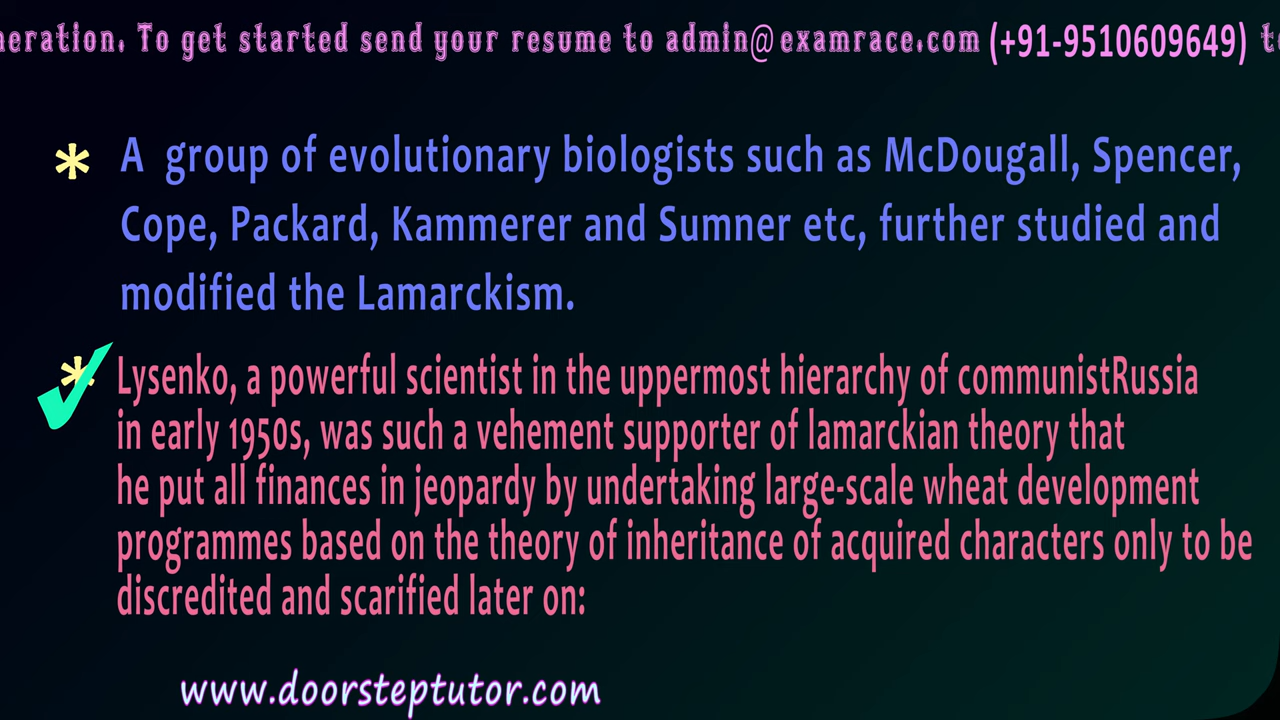 neration. To get started send your resume to admin@examrace.com (+91-9510609649)
* A group of evolutionary biologists such as McDougall, Spencer,
Cope, Packard, Kammerer and Sumner etc, further studied and
modified the Lamarckism.
* Lysenko, a powerful scientist in the uppermost hierarchy of communistRussia
in early 1950s, was such a vehement supporter of lamarckian theory that
he put all finances in jeopardy by undertaking large-scale wheat development
programmes based on the theory of inheritance of acquired characters only to be
discredited and scarified later on:
www.doorsteptutor.com